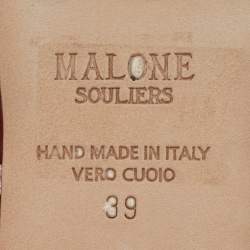 MALONE
SOULIERS
HAND MADE IN ITALY
VERO CUOIO
39